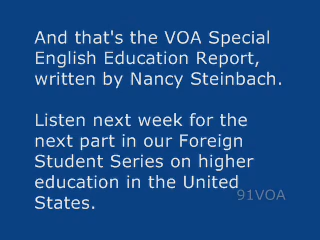 And that's the VOA Special
English Education Report,
written by Nancy Steinbach.
Listen next week for the
next part in our Foreign
Student Series on higher
education in the United
States.
91VOA